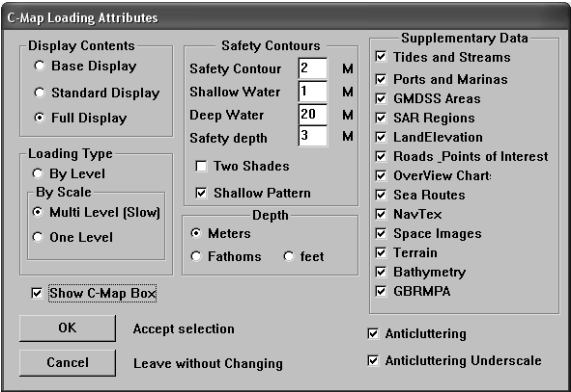 C-Map Loading Attributes
Display Contents
Base Display
Standard Display
Full Display
Loading Type
By Level
By Scale
Multi Level (Slow)
One Level
Show C-Map Box
OK
Accept selection
Cancel
Leave without Changing
Safety Contours
Safety Contour 2 M
Shallow Water 1 M
Deep Water 20 M
Safety depth 3 M
Two Shades
Shallow Pattern
Depth
Meters
Fathoms feet
Supplementary Data
Tides and Streams
Ports and Marinas
GMDSS Areas
SAR Regions
LandElevation
Roads _Points of Interest
OverView Charts
Sea Routes
NavTex
Space Images
Terrain
Bathymetry
GBRMPA
Anticluttering
Anticluttering Underscale